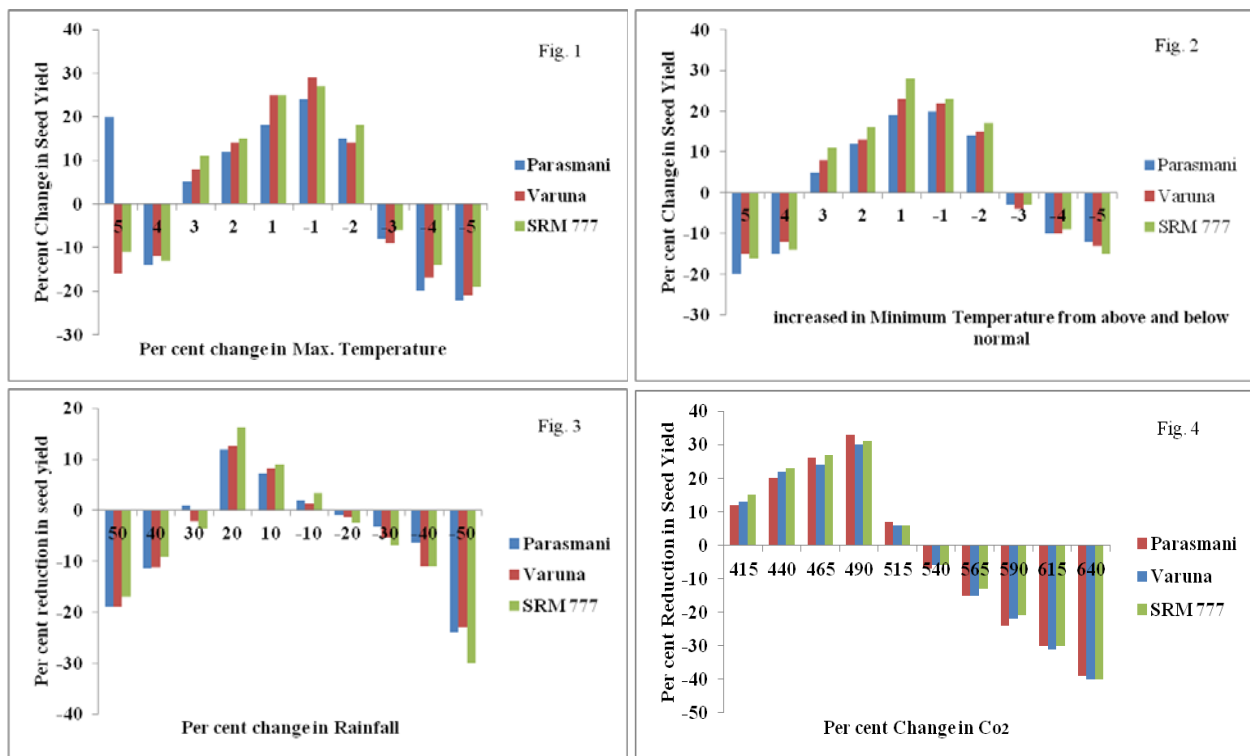 Fig. 1
Percent Change in Seed Yield
40
30
20
10
0
-10
-20
-30
5 4 3 2 1 -1 -2 -3 -4 -5
Parasmani
Varuna
SRM 777
Per cent change in Max. Temperature
Fig. 2
Per cent Change in Seed Yield
40
30
20
10
0
-10
-20
-30
5 4 3 2 1 -1 -2 -3 -4 -5
Parasmani
Varuna
SRM 777
increased in Minimum Temperature from above and below
normal
Fig. 3
Per cent reduction in seed yield
20
10
0
-10
-20
-30
-40
50 40 30 20 10 -10 -20 -30 -40 -50
Parasmani
Varuna
SRM 777
Per cent change in Rainfall
Fig. 4
Per cent Reduction in Seed Yield
40
30
20
10
0
-10
-20
-30
-40
-50
415 440 465 490 515 540 565 590 615 640
Parasmani
Varuna
SRM 777
Per cent Change in Co2